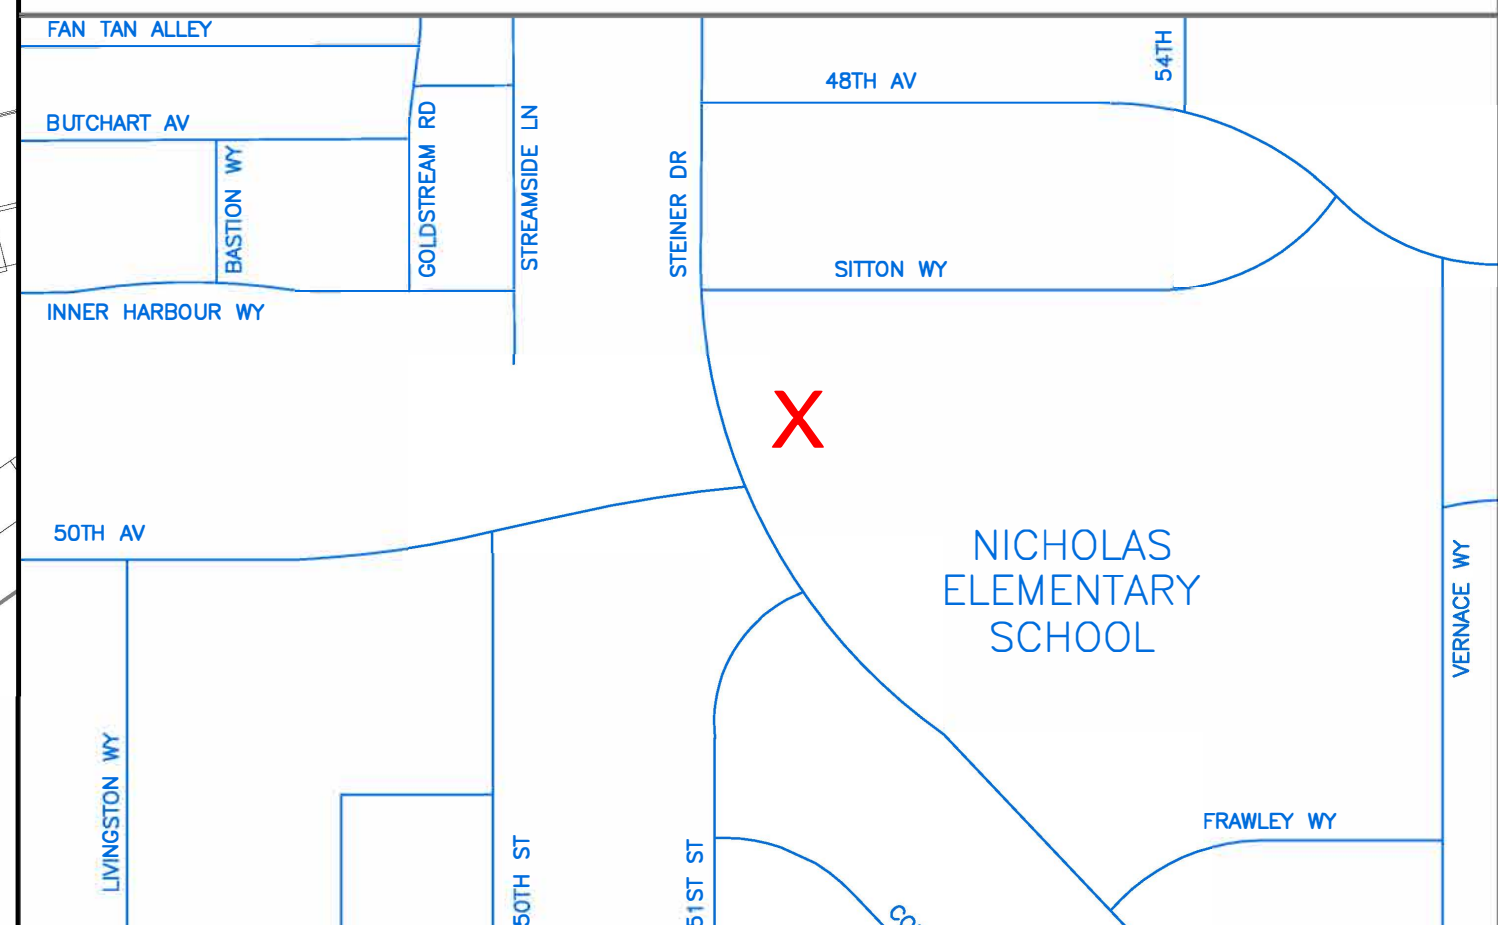 FAN TAN ALLEY
54TH
48TH AV
BUTCHART AV
BASTION WY
GOLDSTREAM RD
STREAMSIDE LN
STEINER DR
SITTON WY
INNER HARBOUR WY
X
50TH AV
NICHOLAS
ELEMENTARY
SCHOOL
VERNACE WY
LIVINGSTON WY
FRAWLEY WY
50TH ST
51ST ST